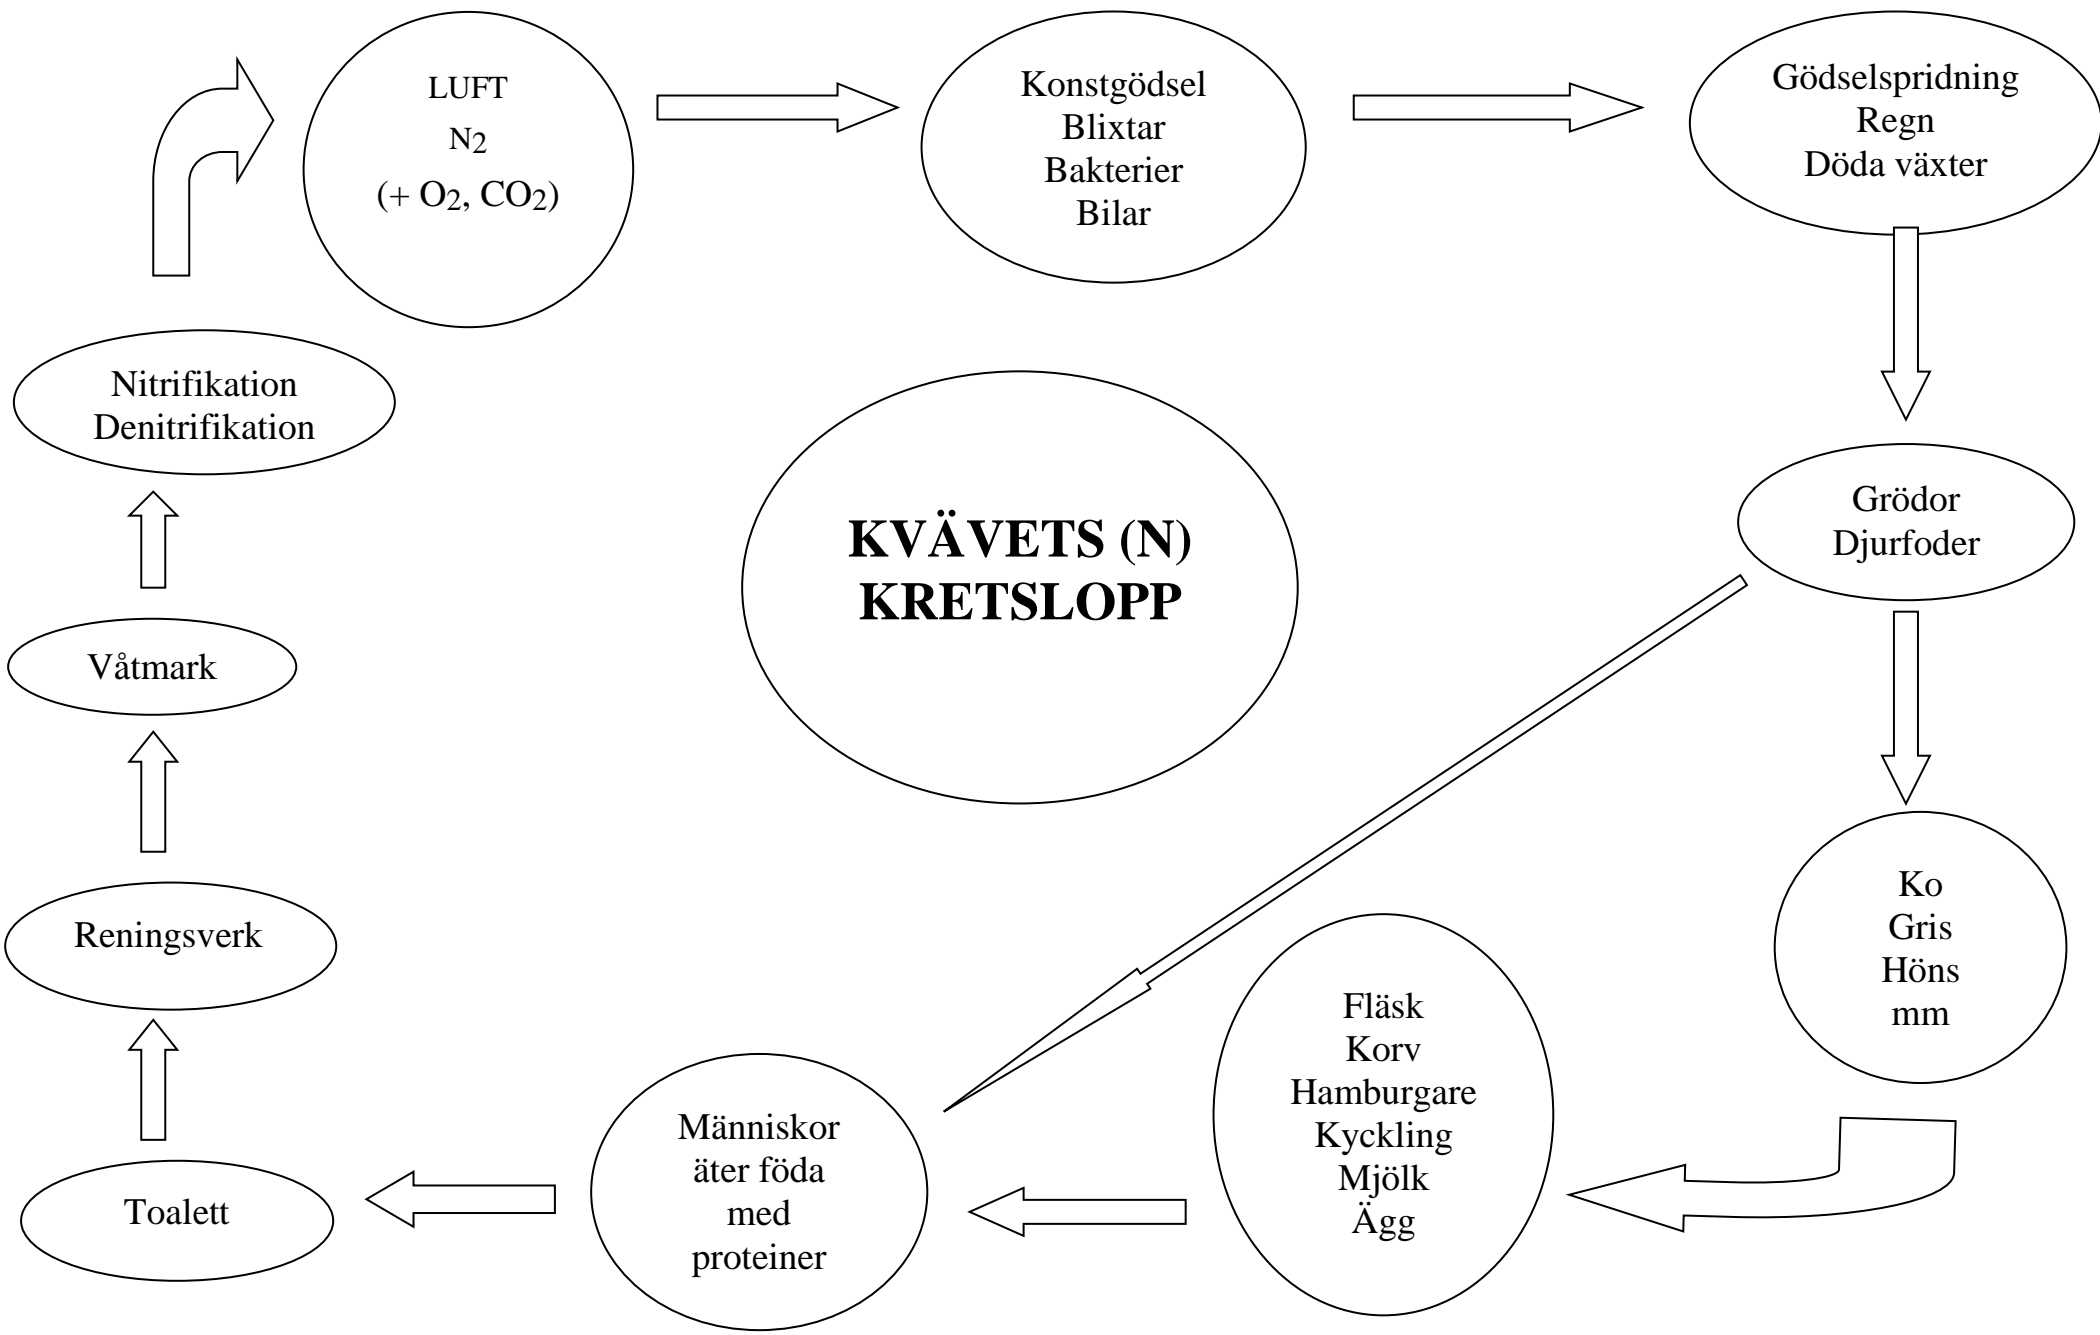 LUFT
N2
(+ O2, CO2)
Konstgödsel
Blixtar
Bakterier
Bilar
Gödselspridning
Regn
Döda växter
Nitrifikation
Denitrifikation
KVÄVETS (N)
KRETSLOPP
Grödor
Djurfoder
Våtmark
Ko
Gris
Höns
mm
Reningsverk
Fläsk
Korv
Hamburgare
Kyckling
Mjölk
Ägg
Människor
äter föda
med
proteiner
Toalett